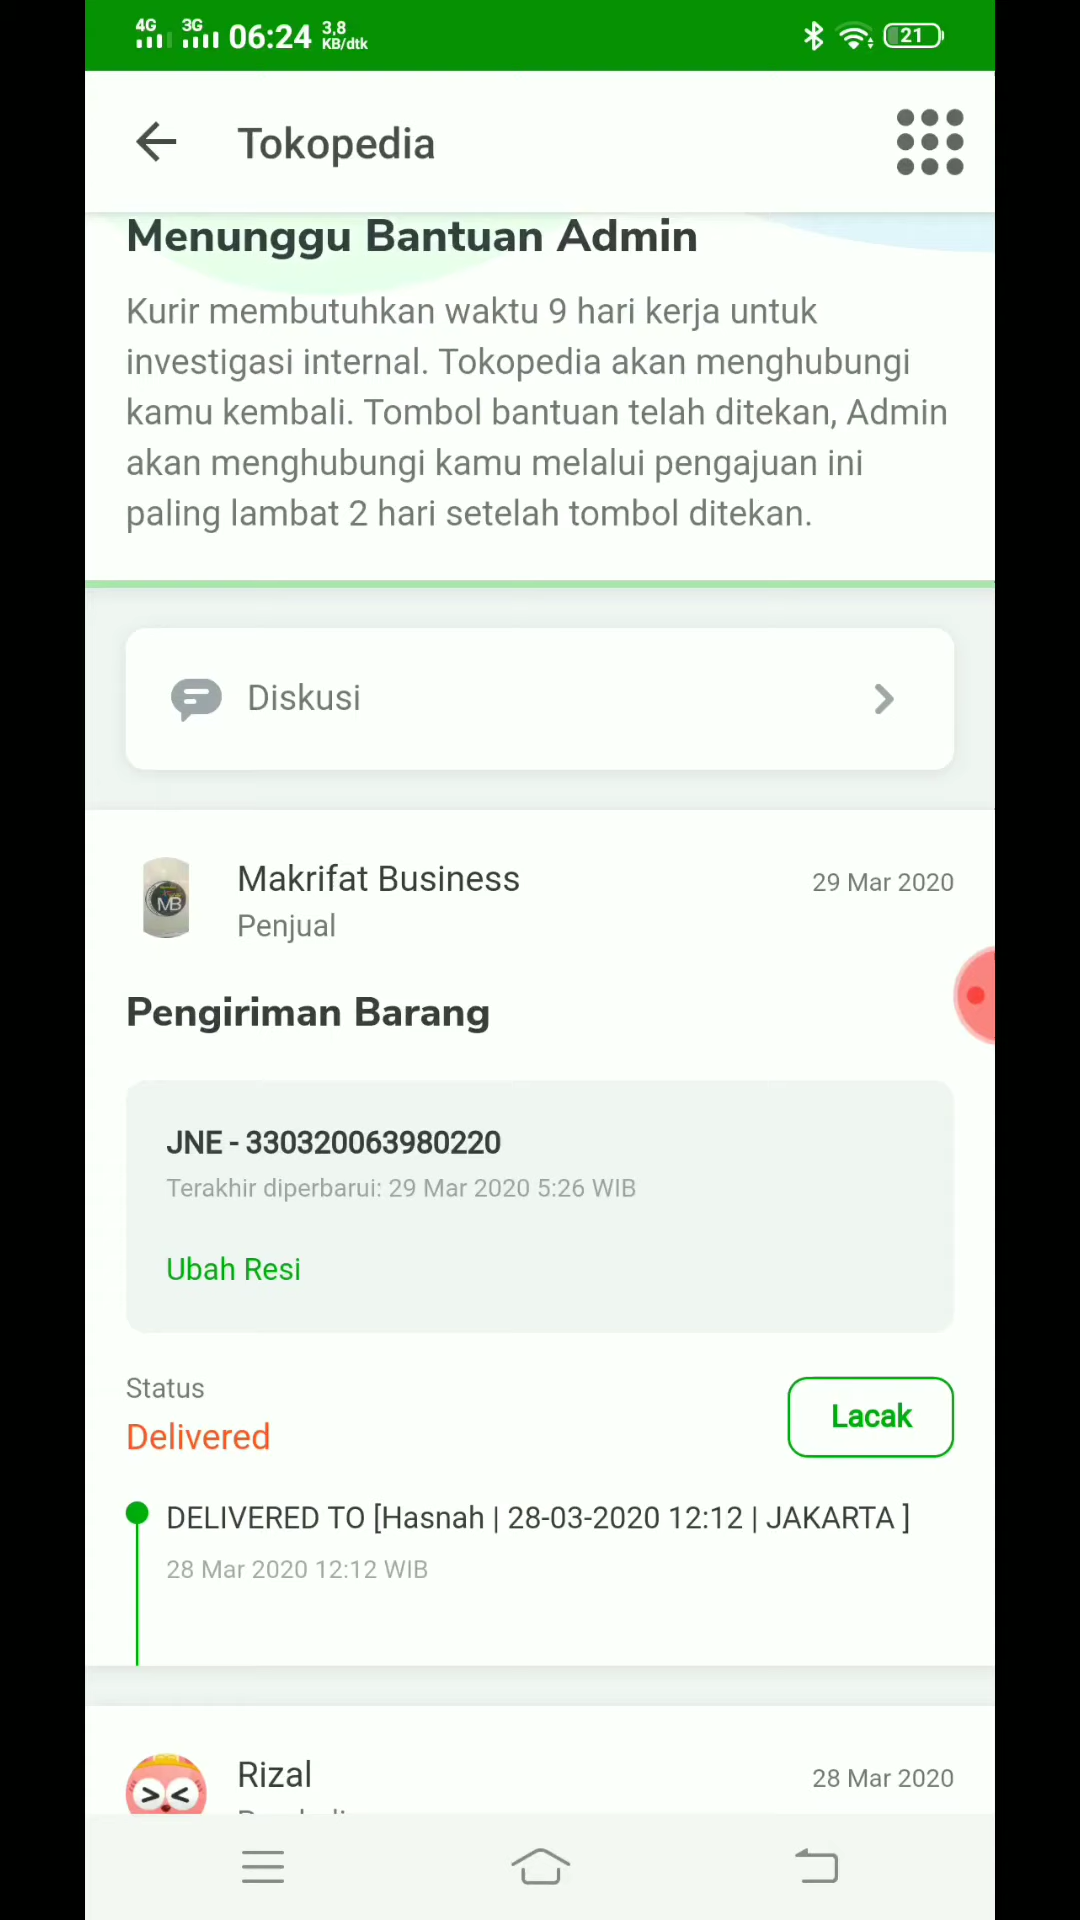 4G 3G 06:24 3,8 KB/dtk 21
Tokopedia
Menunggu Bantuan Admin
Kurir membutuhkan waktu 9 hari kerja untuk
investigasi internal. Tokopedia akan menghubungi
kamu kembali. Tombol bantuan telah ditekan, Admin
akan menghubungi kamu melalui pengajuan ini
paling lambat 2 hari setelah tombol ditekan.
Diskusi
MB
Makrifat Business 29 Mar 2020
Penjual
Pengiriman Barang
JNE - 330320063980220
Terakhir diperbarui: 29 Mar 2020 5:26 WIB
Ubah Resi
Status
Delivered
Lacak
DELIVERED TO [Hasnah | 28-03-2020 12:12 | JAKARTA ]
28 Mar 2020 12:12 WIB
Rizal 28 Mar 2020